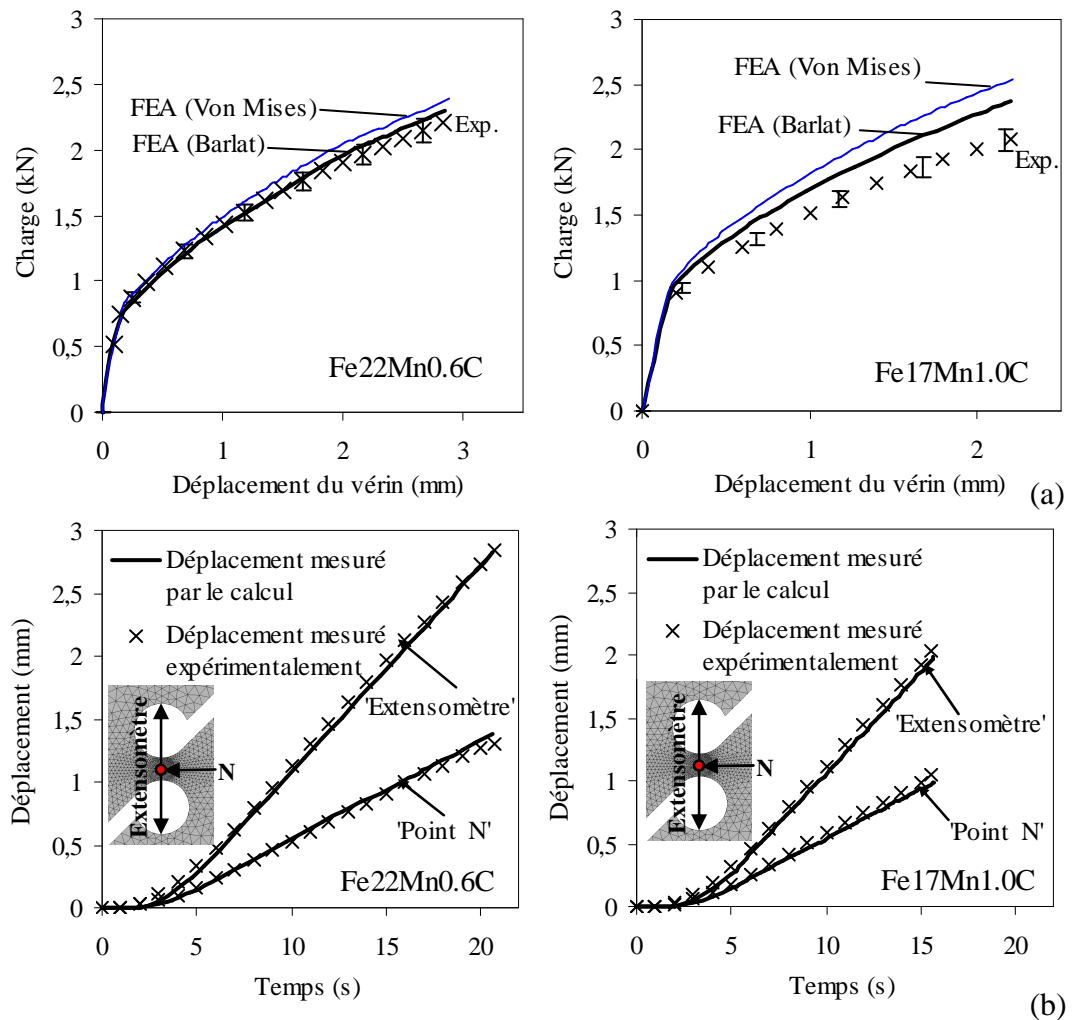 3
2,5
2
1,5
1
0,5
0
Charge (kN)
FEA (Von Mises)
FEA (Barlat)
Exp.
Fe22Mn0.6C
0 1 2 3
Déplacement du vérin (mm)
3
2,5
2
1,5
1
0,5
0
Charge (kN)
FEA (Von Mises)
FEA (Barlat)
Exp.
Fe17Mn1.0C
0 1 2
Déplacement du vérin (mm)
(a)
3
2,5
2
1,5
1
0,5
0
Déplacement (mm)
Déplacement mesuré
par le calcul
Déplacement mesuré
expérimentalement
'Extensomètre'
Extensomètre
N
'Point N'
Fe22Mn0.6C
0 5 10 15 20
Temps (s)
3
2,5
2
1,5
1
0,5
0
Déplacement (mm)
Déplacement mesuré
par le calcul
Déplacement mesuré
expérimentalement
'Extensomètre'
Extensomètre
N
'Point N'
Fe17Mn1.0C
0 5 10 15 20
Temps (s)
(b)